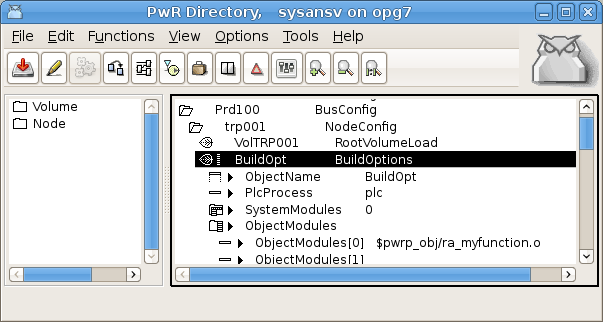 PwR Directory, sysansv on opg7
File Edit Functions View Options Tools Help
Volume
Node
Prd100 BusConfig
trp001 NodeConfig
VolTRP001 RootVolumeLoad
BuildOpt BuildOptions
ObjectName BuildOpt
PlcProcess plc
SystemModules 0
ObjectModules
ObjectModules[0] $pwrp_obj/ra_myfunction.o
ObjectModules[1]